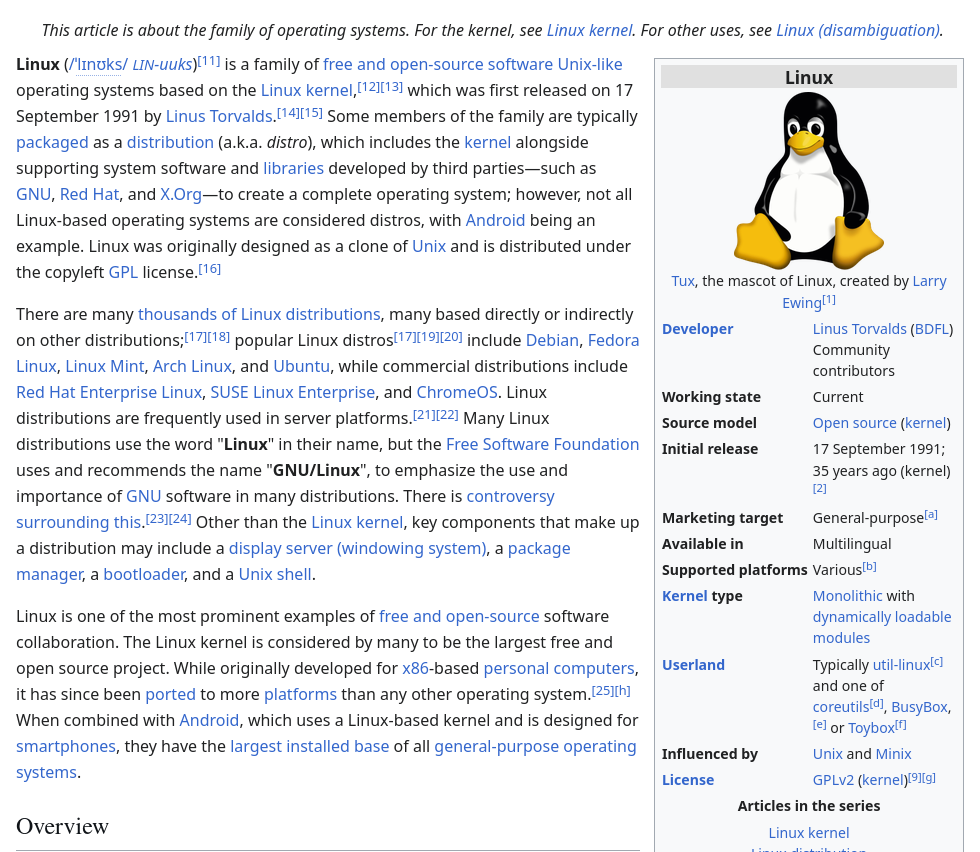 This article is about the family of operating systems. For the kernel, see Linux kernel. For other uses, see Linux (disambiguation).
Linux (/ˈlɪnʊks/ LIN-uuks)[11] is a family of free and open-source software Unix-like
operating systems based on the Linux kernel,[12][13] which was first released on 17
September 1991 by Linus Torvalds.[14][15] Some members of the family are typically
packaged as a distribution (a.k.a. distro), which includes the kernel alongside
supporting system software and libraries developed by third parties—such as
GNU, Red Hat, and X.Org—to create a complete operating system; however, not all
Linux-based operating systems are considered distros, with Android being an
example. Linux was originally designed as a clone of Unix and is distributed under
the copyleft GPL license.[16]
There are many thousands of Linux distributions, many based directly or indirectly
on other distributions;[17][18] popular Linux distros[17][19][20] include Debian, Fedora
Linux, Linux Mint, Arch Linux, and Ubuntu, while commercial distributions include
Red Hat Enterprise Linux, SUSE Linux Enterprise, and ChromeOS. Linux
distributions are frequently used in server platforms.[21][22] Many Linux
distributions use the word "Linux" in their name, but the Free Software Foundation
uses and recommends the name "GNU/Linux", to emphasize the use and
importance of GNU software in many distributions. There is controversy
surrounding this.[23][24] Other than the Linux kernel, key components that make up
a distribution may include a display server (windowing system), a package
manager, a bootloader, and a Unix shell.
Linux is one of the most prominent examples of free and open-source software
collaboration. The Linux kernel is considered by many to be the largest free and
open source project. While originally developed for x86-based personal computers,
it has since been ported to more platforms than any other operating system.[25][h]
When combined with Android, which uses a Linux-based kernel and is designed for
smartphones, they have the largest installed base of all general-purpose operating
systems.
Overview
Linux
Tux, the mascot of Linux, created by Larry
Ewing[1]
Developer Linus Torvalds (BDFL)
Community
contributors
Working state Current
Source model Open source (kernel)
Initial release 17 September 1991;
35 years ago (kernel)
[2]
Marketing target General-purpose[a]
Available in Multilingual
Supported platforms Various[b]
Kernel type Monolithic with
dynamically loadable
modules
Userland Typically util-linux[c]
and one of
coreutils[d], BusyBox,
[e] or Toybox[f]
Influenced by Unix and Minix
License GPLv2 (kernel)[9][g]
Articles in the series
Linux kernel
Linux distribution